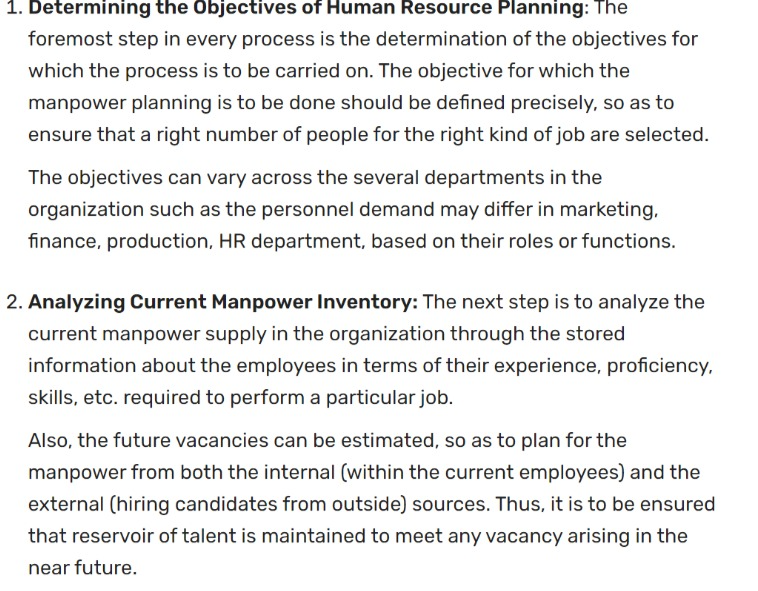 1. Determining the Objectives of Human Resource Planning: The
foremost step in every process is the determination of the objectives for
which the process is to be carried on. The objective for which the
manpower planning is to be done should be defined precisely, so as to
ensure that a right number of people for the right kind of job are selected.
The objectives can vary across the several departments in the
organization such as the personnel demand may differ in marketing,
finance, production, HR department, based on their roles or functions.
2. Analyzing Current Manpower Inventory: The next step is to analyze the
current manpower supply in the organization through the stored
information about the employees in terms of their experience, proficiency,
skills, etc. required to perform a particular job.
Also, the future vacancies can be estimated, so as to plan for the
manpower from both the internal (within the current employees) and the
external (hiring candidates from outside) sources. Thus, it is to be ensured
that reservoir of talent is maintained to meet any vacancy arising in the
near future.